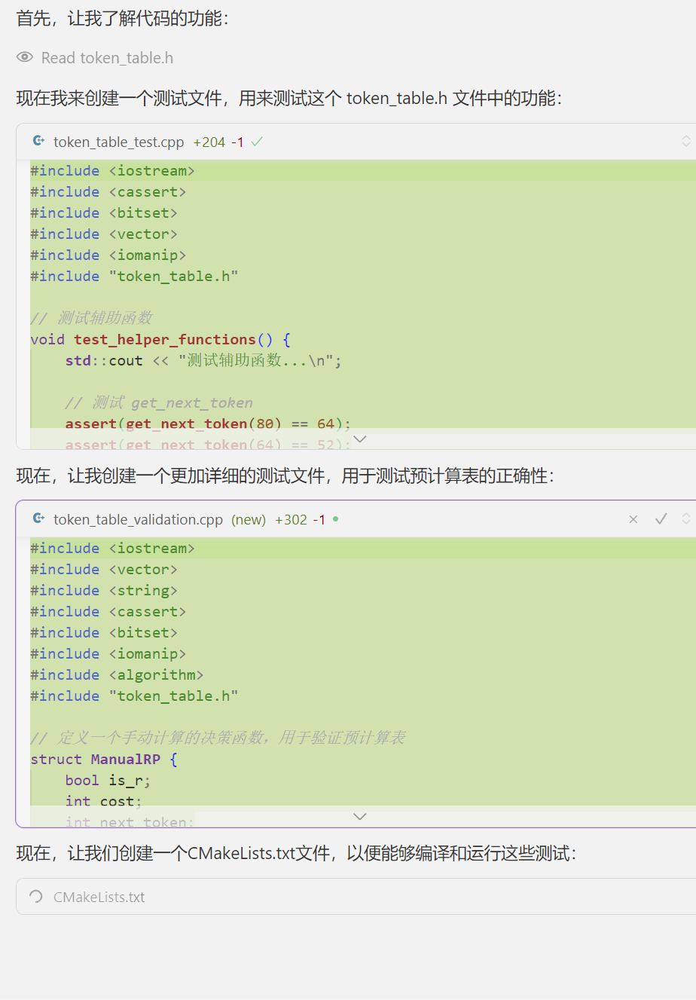 首先，让我了解代码的功能：
Read token_table.h
现在我来创建一个测试文件，用来测试这个 token_table.h 文件中的功能：
token_table_test.cpp +204 -1
#include <iostream>
#include <cassert>
#include <bitset>
#include <vector>
#include <iomanip>
#include "token_table.h"
// 测试辅助函数
void test_helper_functions() {
std::cout << "测试辅助函数...\n";
// 测试 get_next_token
assert(get_next_token(80) == 64);
assert(get_next_token(64) == 52);
现在，让我创建一个更加详细的测试文件，用于测试预计算表的正确性：
token_table_validation.cpp (new) +302 -1
#include <iostream>
#include <vector>
#include <string>
#include <cassert>
#include <bitset>
#include <iomanip>
#include <algorithm>
#include "token_table.h"
// 定义一个手动计算的决策函数，用于验证预计算表
struct ManualRP {
bool is_r;
int cost;
int next_token;
现在，让我们创建一个CMakeLists.txt文件，以便能够编译和运行这些测试：
CMakeLists.txt